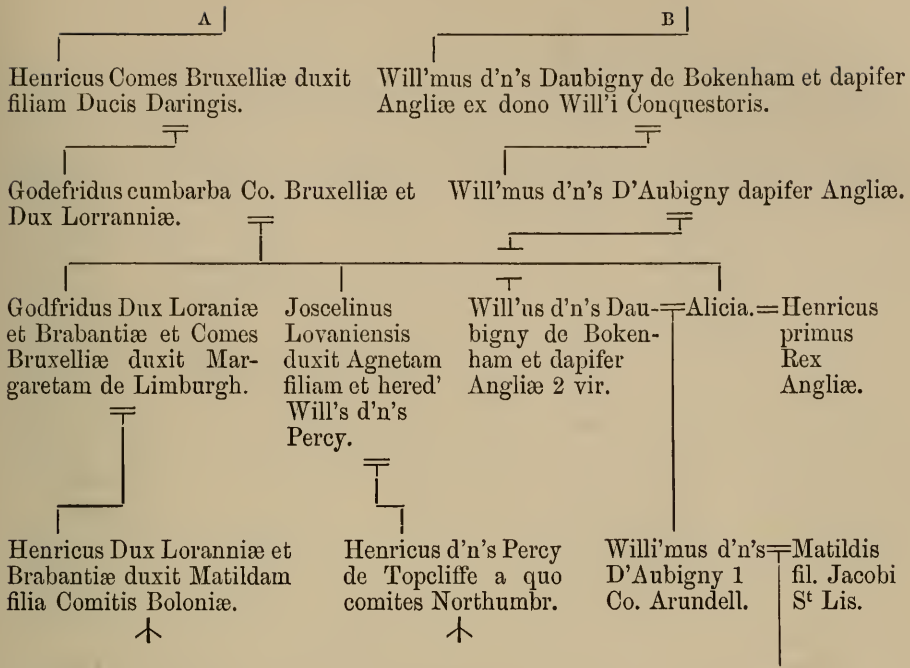 A
B
Henricus Comes Bruxelliæ duxit
filiam Ducis Daringis.
Will'mus d'n's Daubigny de Bokenham et dapifer
Angliæ ex dono Will'i Conquestoris.
Godefridus cumbarba Co. Bruxelliæ et
Dux Lorranniæ.
Will'mus d'n's D'Aubigny dapifer Angliæ.
Godfridus Dux Loraniæ
et Brabantiæ et Comes
Bruxelliæ duxit Mar-
garetam de Limburgh.
Joscelinus
Lovaniensis
duxit Agnetam
filiam et hered'
Will's d'n's
Percy.
Will'us d'n's Dau-
bigny de Boken-
ham et dapifer
Angliæ 2 vir.
Alicia.
Henricus
primus
Rex
Angliæ.
Henricus Dux Loranniæ et
Brabantiæ duxit Matildam
filia Comitis Boloniæ.
Henricus d'n's Percy
de Topcliffe a quo
comites Northumbr.
Willi'mus d'n's
D'Aubigny 1
Co. Arundell.
Matildis
fil. Jacobi
Sᵗ Lis.